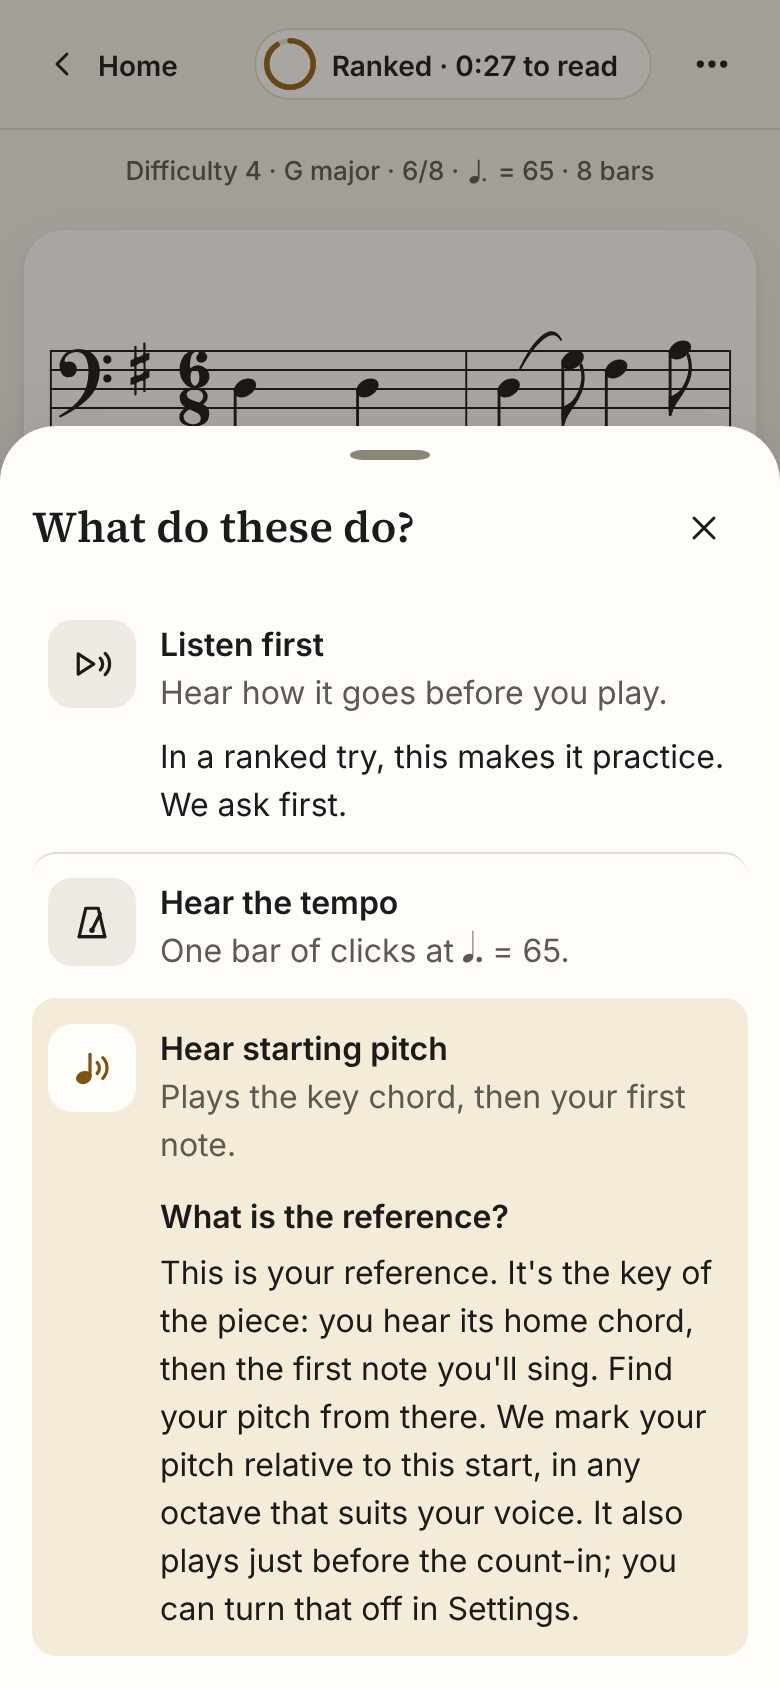 Home
Ranked · 0:27 to read
Difficulty 4 · G major · 6/8 · ♩. = 65 · 8 bars
6
8
What do these do?
Listen first
Hear how it goes before you play.
In a ranked try, this makes it practice.
We ask first.
Hear the tempo
One bar of clicks at ♩. = 65.
Hear starting pitch
Plays the key chord, then your first
note.
What is the reference?
This is your reference. It's the key of
the piece: you hear its home chord,
then the first note you'll sing. Find
your pitch from there. We mark your
pitch relative to this start, in any
octave that suits your voice. It also
plays just before the count-in; you
can turn that off in Settings.